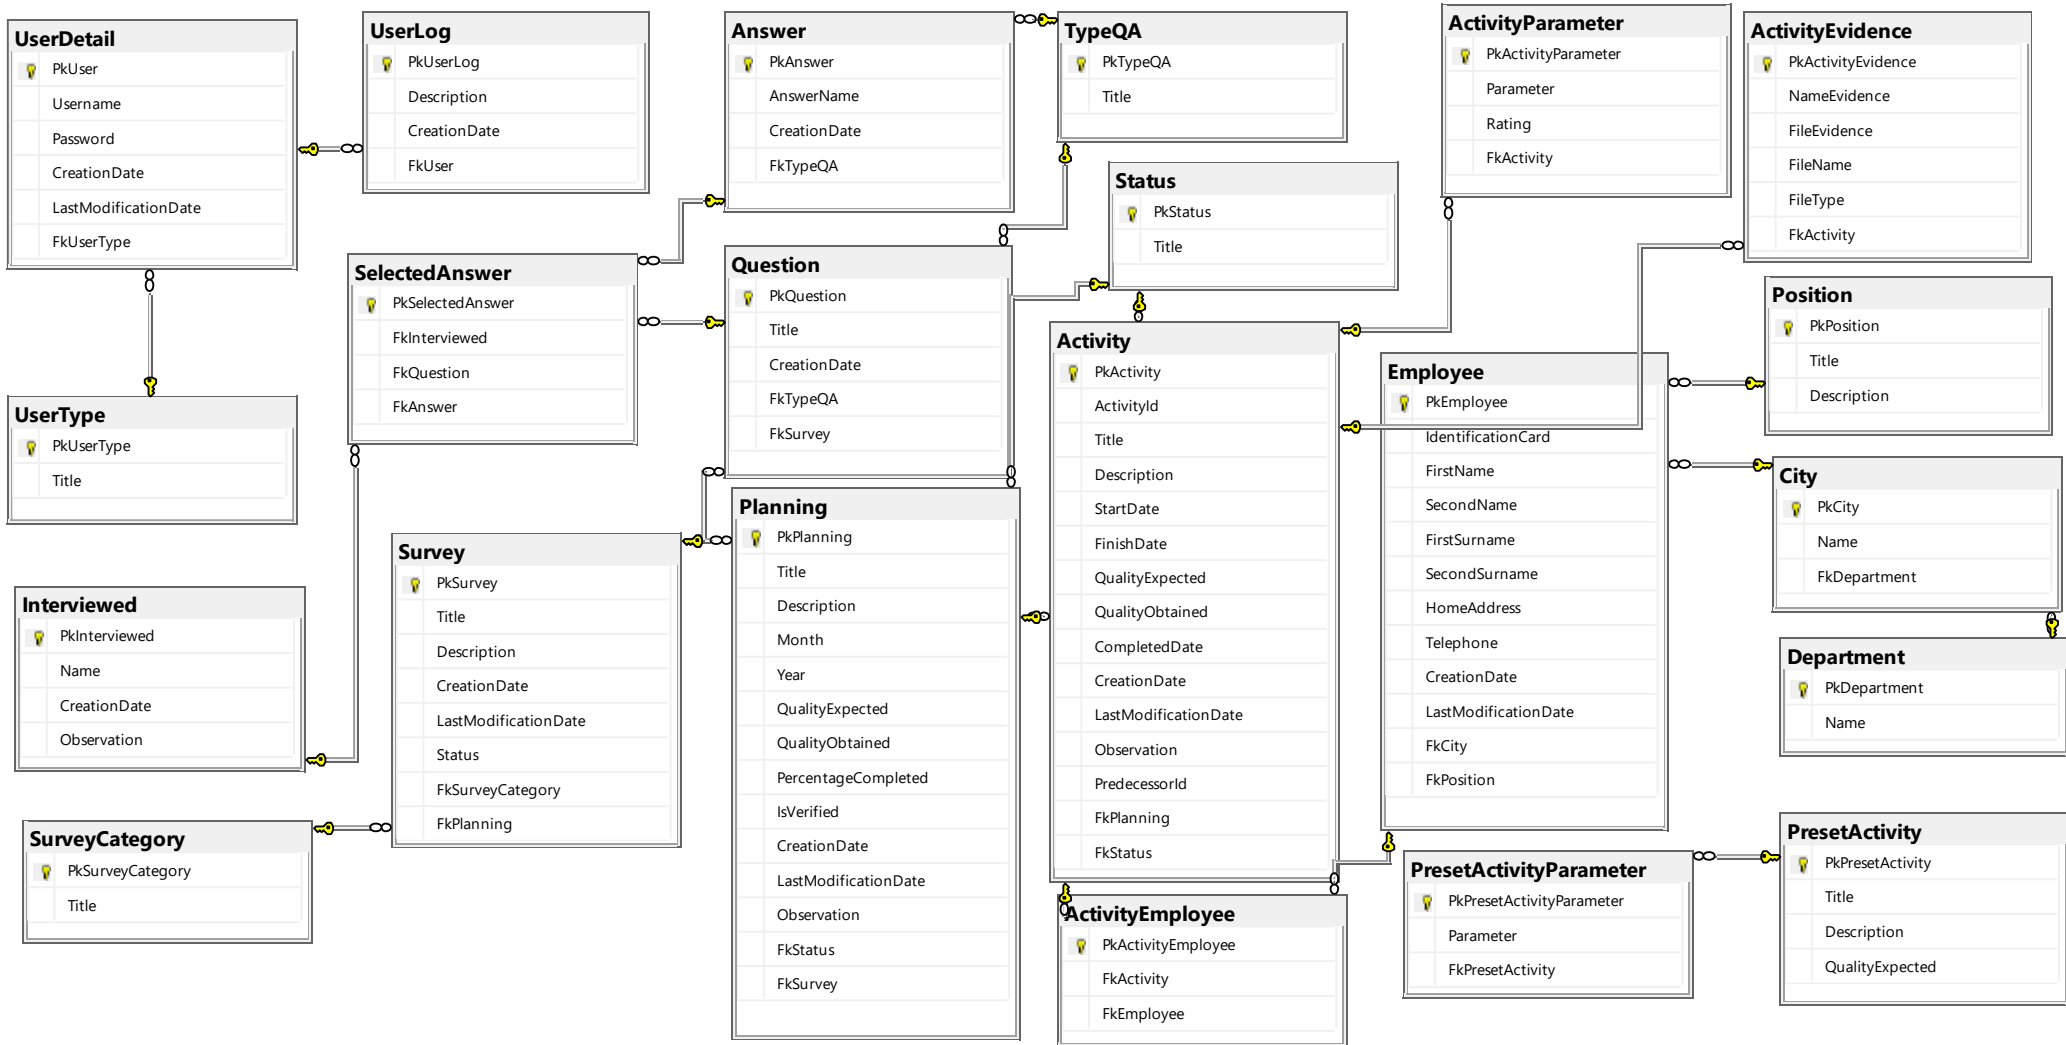 UserDetail
PkUser
Username
Password
CreationDate
LastModificationDate
FkUserType
UserLog
PkUserLog
Description
CreationDate
FkUser
Answer
PkAnswer
AnswerName
CreationDate
FkTypeQA
TypeQA
PkTypeQA
Title
ActivityParameter
PkActivityParameter
Parameter
Rating
FkActivity
ActivityEvidence
PkActivityEvidence
NameEvidence
FileEvidence
FileName
FileType
FkActivity
Status
PkStatus
Title
SelectedAnswer
PkSelectedAnswer
FkInterviewed
FkQuestion
FkAnswer
Question
PkQuestion
Title
CreationDate
FkTypeQA
FkSurvey
Position
PkPosition
Title
Description
Activity
PkActivity
ActivityId
Title
Description
StartDate
FinishDate
QualityExpected
QualityObtained
CompletedDate
CreationDate
LastModificationDate
Observation
PredecessorId
FkPlanning
FkStatus
Employee
PkEmployee
IdentificationCard
FirstName
SecondName
FirstSurname
SecondSurname
HomeAddress
Telephone
CreationDate
LastModificationDate
FkCity
FkPosition
UserType
PkUserType
Title
City
PkCity
Name
FkDepartment
Planning
PkPlanning
Title
Description
Month
Year
QualityExpected
QualityObtained
PercentageCompleted
IsVerified
CreationDate
LastModificationDate
Observation
FkStatus
FkSurvey
Survey
PkSurvey
Title
Description
CreationDate
LastModificationDate
Status
FkSurveyCategory
FkPlanning
Interviewed
PkInterviewed
Name
CreationDate
Observation
Department
PkDepartment
Name
SurveyCategory
PkSurveyCategory
Title
PresetActivity
PkPresetActivity
Title
Description
QualityExpected
PresetActivityParameter
PkPresetActivityParameter
Parameter
FkPresetActivity
ActivityEmployee
PkActivityEmployee
FkActivity
FkEmployee